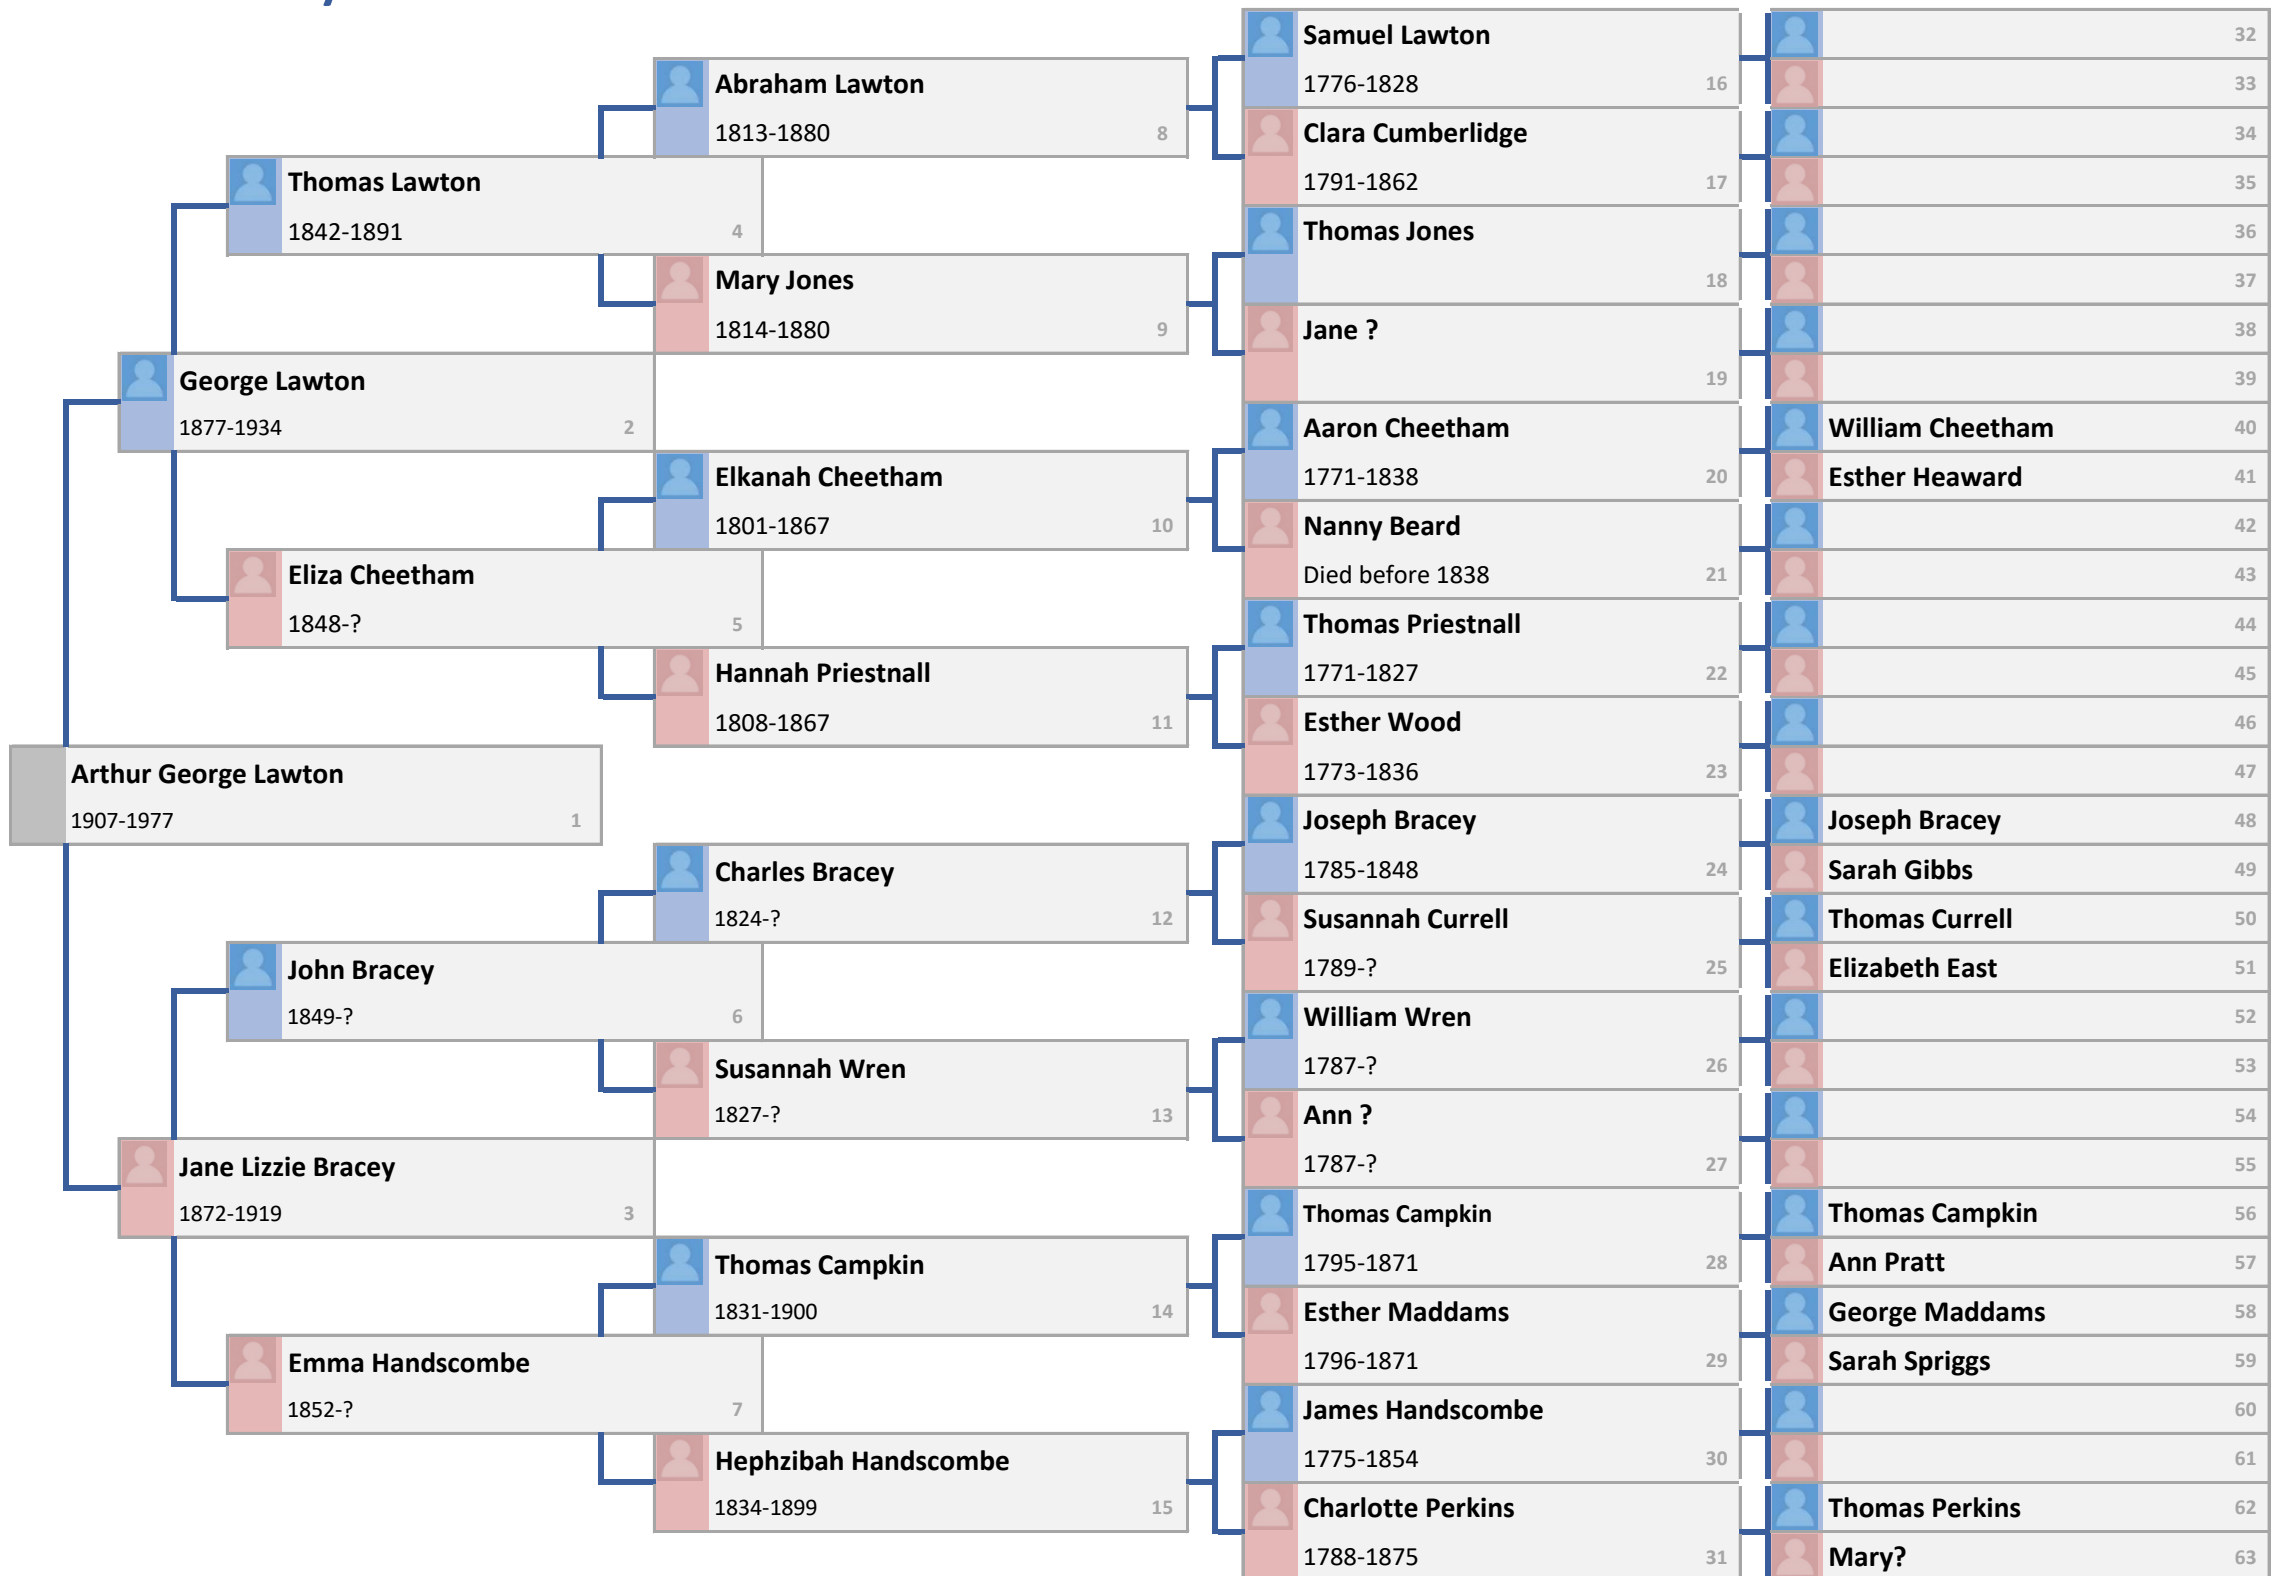 Arthur George Lawton
1907-1977 1
George Lawton
1877-1934 2
Jane Lizzie Bracey
1872-1919 3
Thomas Lawton
1842-1891 4
Eliza Cheetham
1848-? 5
John Bracey
1849-? 6
Emma Handscombe
1852-? 7
Abraham Lawton
1813-1880 8
Mary Jones
1814-1880 9
Elkanah Cheetham
1801-1867 10
Hannah Priestnall
1808-1867 11
Charles Bracey
1824-? 12
Susannah Wren
1827-? 13
Thomas Campkin
1831-1900 14
Hephzibah Handscombe
1834-1899 15
Samuel Lawton
1776-1828 16
Clara Cumberlidge
1791-1862 17
Thomas Jones
18
Jane ?
19
Aaron Cheetham
1771-1838 20
Nanny Beard
Died before 1838 21
Thomas Priestnall
1771-1827 22
Esther Wood
1773-1836 23
Joseph Bracey
1785-1848 24
Susannah Currell
1789-? 25
William Wren
1787-? 26
Ann ?
1787-? 27
Thomas Campkin
1795-1871 28
Esther Maddams
1796-1871 29
James Handscombe
1775-1854 30
Charlotte Perkins
1788-1875 31
32
33
34
35
36
37
38
39
William Cheetham 40
Esther Heaward 41
42
43
44
45
46
47
Joseph Bracey 48
Sarah Gibbs 49
Thomas Currell 50
Elizabeth East 51
52
53
54
55
Thomas Campkin 56
Ann Pratt 57
George Maddams 58
Sarah Spriggs 59
60
61
Thomas Perkins 62
Mary? 63